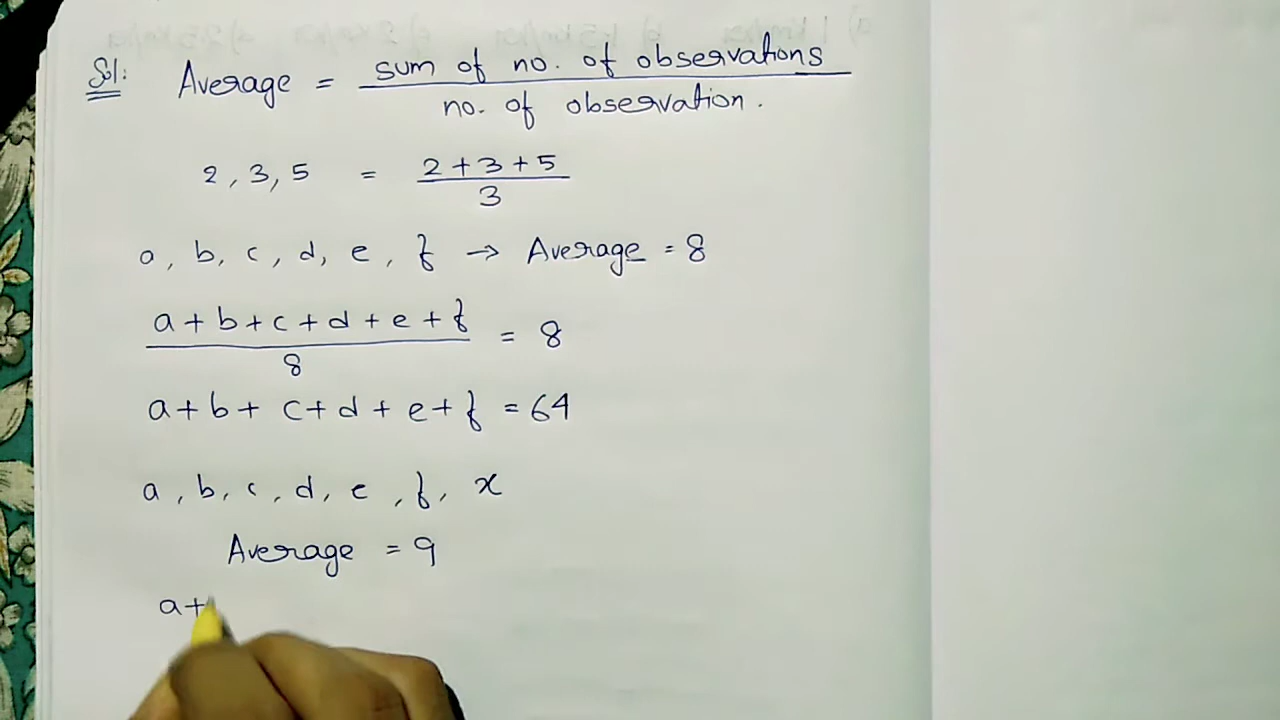 Sol: Average = sum of no. of observations / no. of observation.
2, 3, 5 = 2 + 3 + 5 / 3
a, b, c, d, e, f → Average = 8
a + b + c + d + e + f / 8 = 8
a + b + c + d + e + f = 64
a, b, c, d, e, f, x
Average = 9
a +